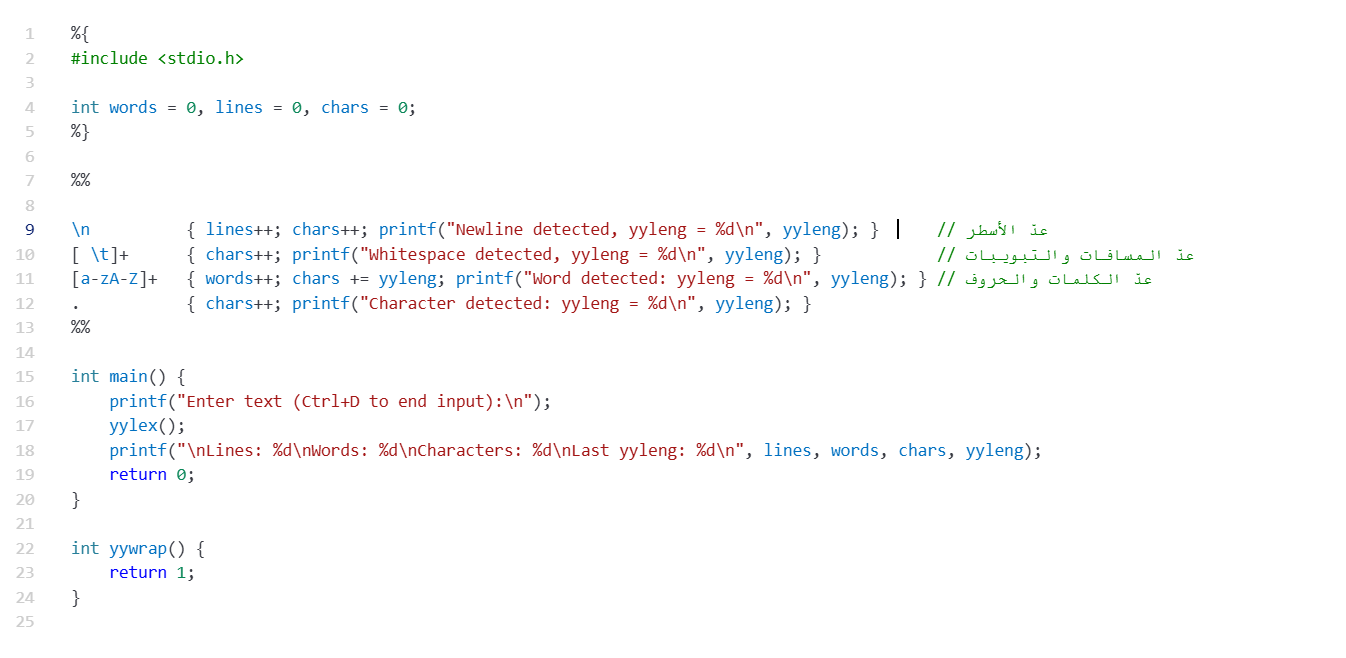 1 %{
2 #include <stdio.h>
3
4 int words = 0, lines = 0, chars = 0;
5 %}
6
7 %%
8
9 \n          { lines++; chars++; printf("Newline detected, yyleng = %d\n", yyleng); }      // عدّ الأسطر
10 [ \t]+      { chars++; printf("Whitespace detected, yyleng = %d\n", yyleng); }            // عدّ المسافات والتبويبات
11 [a-zA-Z]+   { words++; chars += yyleng; printf("Word detected: yyleng = %d\n", yyleng); } // عدّ الكلمات والحروف
12 .           { chars++; printf("Character detected: yyleng = %d\n", yyleng); }
13 %%
14
15 int main() {
16     printf("Enter text (Ctrl+D to end input):\n");
17     yylex();
18     printf("\nLines: %d\nWords: %d\nCharacters: %d\nLast yyleng: %d\n", lines, words, chars, yyleng);
19     return 0;
20 }
21
22 int yywrap() {
23     return 1;
24 }
25